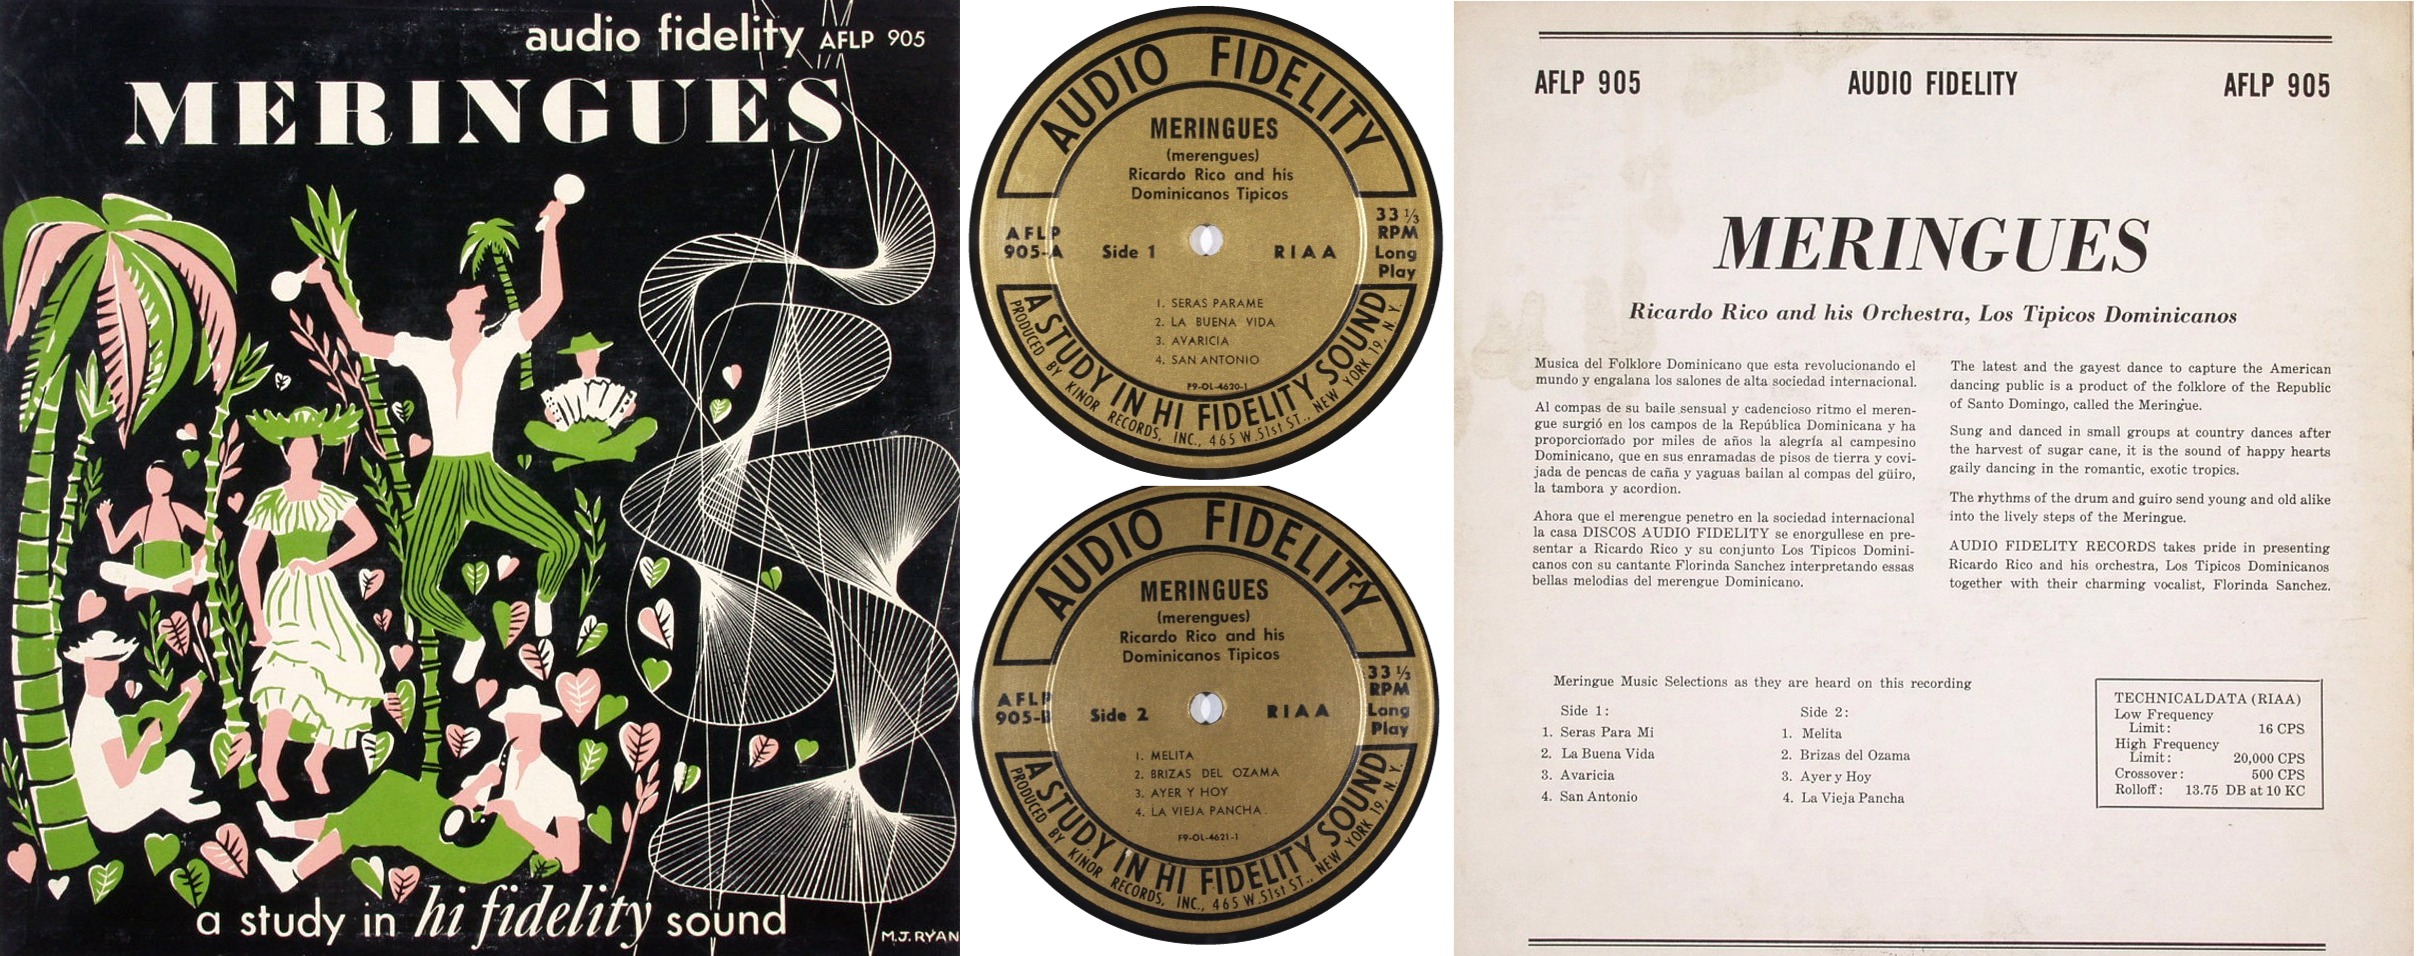 audio fidelity AFLP 905
MERINGUES
a study in hi fidelity sound
M.J.RYAN
AUDIO FIDELITY
MERINGUES
(merengues)
Ricardo Rico and his
Dominicanos Tipicos
AFLP
905-A
Side 1
RIAA
33 1/3
RPM
Long
Play
1. SERAS PARAME
2. LA BUENA VIDA
3. AVARICIA
4. SAN ANTONIO
F9-OL-4620-1
A STUDY IN HI FIDELITY SOUND
PRODUCED BY KINOR RECORDS, INC., 465 W. 51st ST., NEW YORK 19, N. Y.
AUDIO FIDELITY
MERINGUES
(merengues)
Ricardo Rico and his
Dominicanos Tipicos
AFLP
905-B
Side 2
RIAA
33 1/3
RPM
Long
Play
1. MELITA
2. BRIZAS DEL OZAMA
3. AYER Y HOY
4. LA VIEJA PANCHA.
F9-OL-4621-1
A STUDY IN HI FIDELITY SOUND
PRODUCED BY KINOR RECORDS, INC., 465 W. 51st ST., NEW YORK 19, N. Y.
AFLP 905 AUDIO FIDELITY AFLP 905
MERINGUES
Ricardo Rico and his Orchestra, Los Tipicos Dominicanos
Musica del Folklore Dominicano que esta revolucionando el
mundo y engalana los salones de alta sociedad internacional.
Al compas de su baile sensual y cadencioso ritmo el meren-
gue surgió en los campos de la República Dominicana y ha
proporcionado por miles de años la alegría al campesino
Dominicano, que en sus enramadas de pisos de tierra y covi-
jada de pencas de caña y yaguas bailan al compas del güiro,
la tambora y acordion.
Ahora que el merengue penetro en la sociedad internacional
la casa DISCOS AUDIO FIDELITY se enorgullese en pre-
sentar a Ricardo Rico y su conjunto Los Tipicos Domini-
canos con su cantante Florinda Sanchez interpretando essas
bellas melodias del merengue Dominicano.
The latest and the gayest dance to capture the American
dancing public is a product of the folklore of the Republic
of Santo Domingo, called the Meringue.
Sung and danced in small groups at country dances after
the harvest of sugar cane, it is the sound of happy hearts
gaily dancing in the romantic, exotic tropics.
The rhythms of the drum and guiro send young and old alike
into the lively steps of the Meringue.
AUDIO FIDELITY RECORDS takes pride in presenting
Ricardo Rico and his orchestra, Los Tipicos Dominicanos
together with their charming vocalist, Florinda Sanchez.
Meringue Music Selections as they are heard on this recording
Side 1:
1. Seras Para Mi
2. La Buena Vida
3. Avaricia
4. San Antonio
Side 2:
1. Melita
2. Brizas del Ozama
3. Ayer y Hoy
4. La Vieja Pancha
TECHNICAL DATA (RIAA)
Low Frequency
Limit: 16 CPS
High Frequency
Limit: 20,000 CPS
Crossover: 500 CPS
Rolloff: 13.75 DB at 10 KC